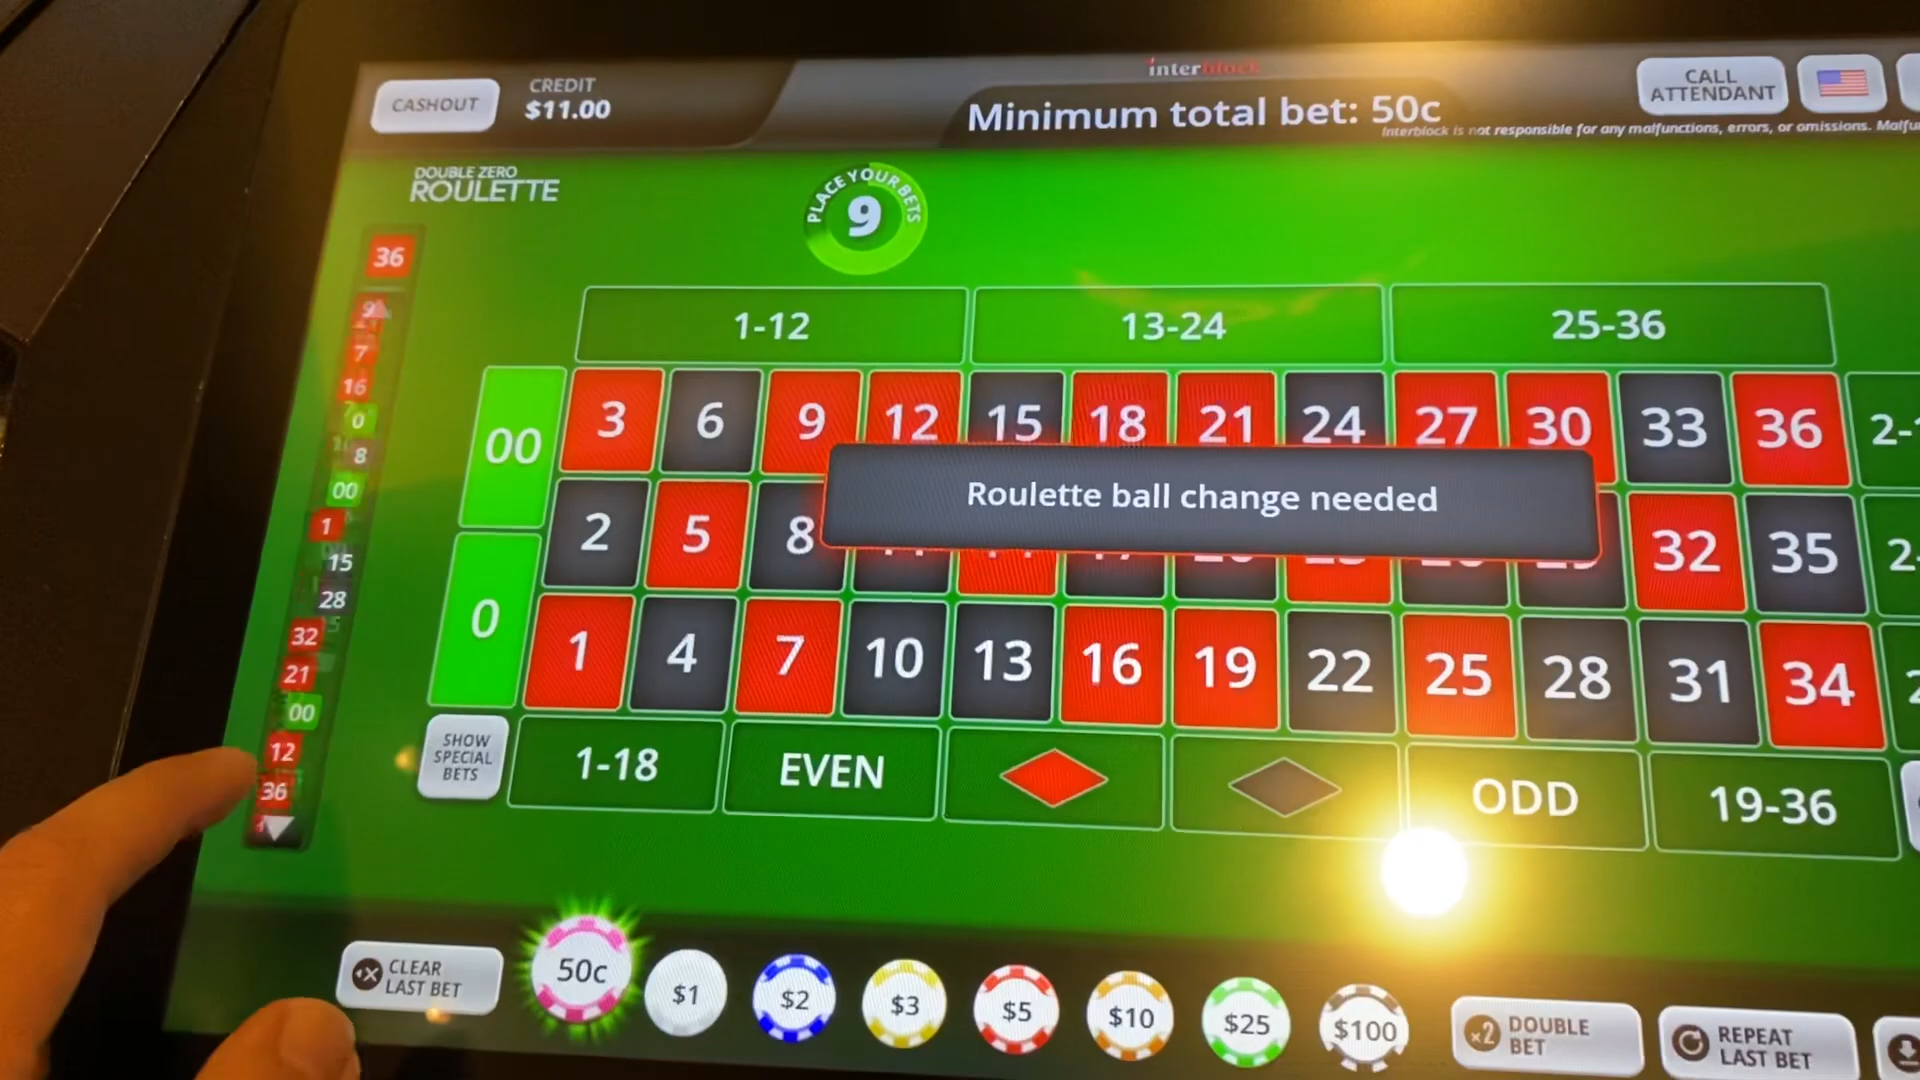 CASHOUT
CREDIT
$11.00
interblock
Minimum total bet: 50c
CALL
ATTENDANT
Interblock is not responsible for any malfunctions, errors, or omissions.
DOUBLE ZERO
ROULETTE
PLACE YOUR BETS
9
36
9
7
16
0
8
00
1
15
28
32
21
00
12
36
1-12
13-24
25-36
00
3
6
9
12
15
18
21
24
27
30
33
36
Roulette ball change needed
2
5
8
32
35
0
1
4
7
10
13
16
19
22
25
28
31
34
SHOW
SPECIAL
BETS
1-18
EVEN
ODD
19-36
CLEAR
LAST BET
50c
$1
$2
$3
$5
$10
$25
$100
x2
DOUBLE
BET
REPEAT
LAST BET